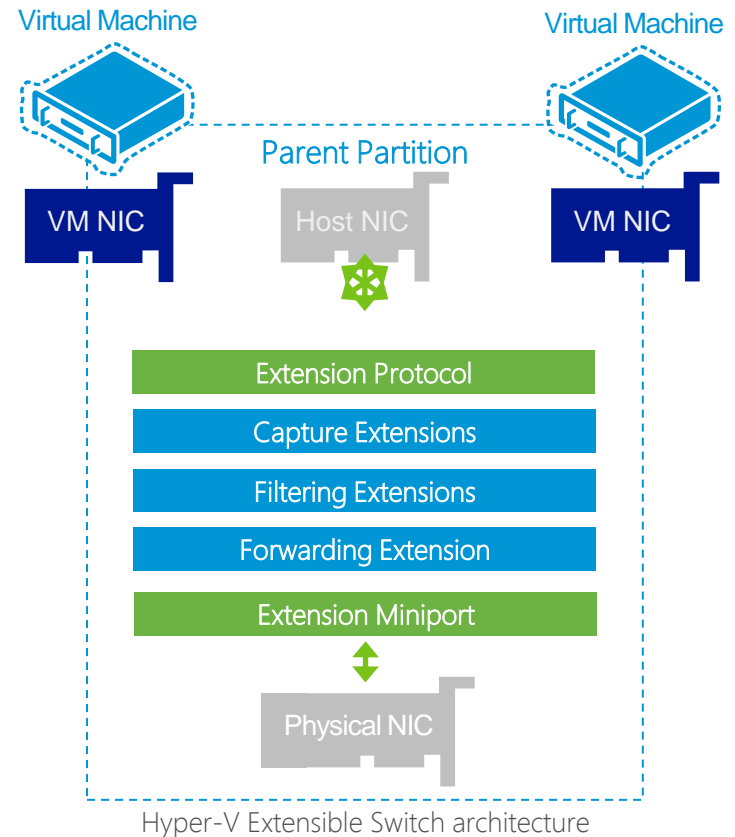 Virtual Machine
Virtual Machine
Parent Partition
VM NIC
Host NIC
VM NIC
Extension Protocol
Capture Extensions
Filtering Extensions
Forwarding Extension
Extension Miniport
Physical NIC
Hyper-V Extensible Switch architecture